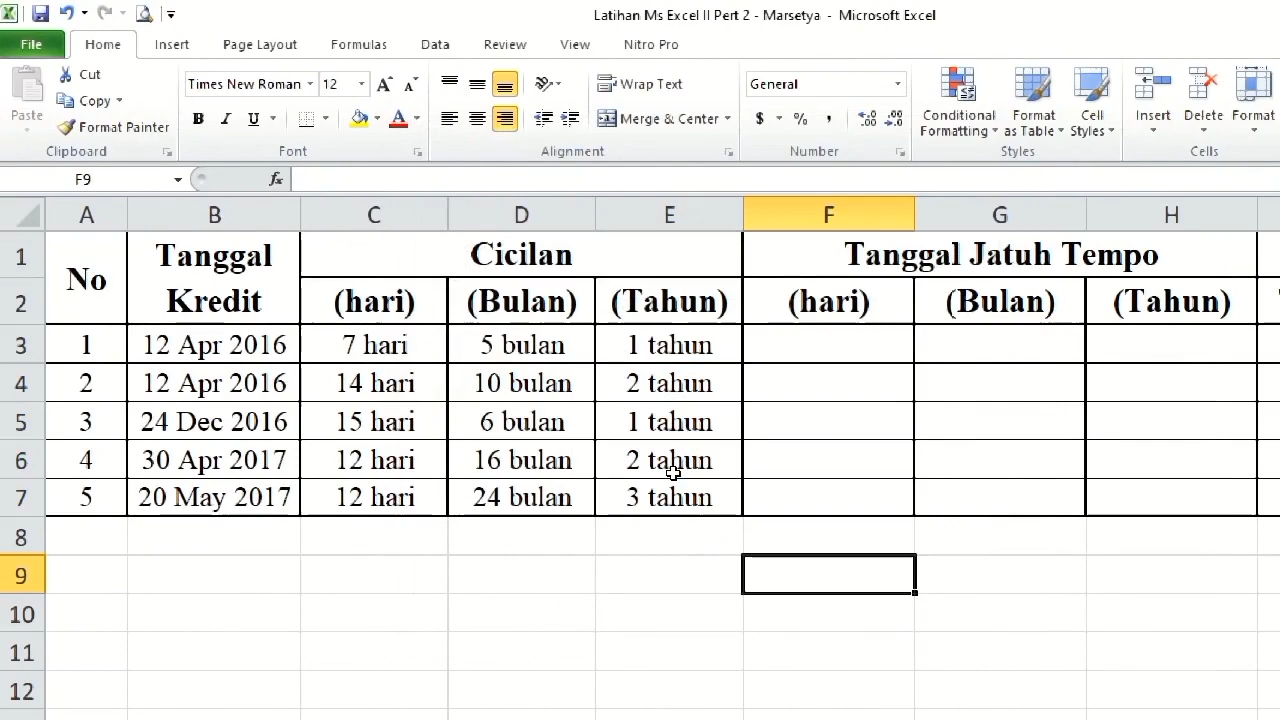 Latihan Ms Excel II Pert 2 - Marsetya - Microsoft Excel
File Home Insert Page Layout Formulas Data Review View Nitro Pro
Paste
Cut
Copy
Format Painter
Clipboard
Times New Roman 12
B I U A
Font
Wrap Text
Merge & Center
Alignment
General
$ % ,
Number
Conditional Formatting
Format as Table
Cell Styles
Styles
Insert Delete Format
Cells
F9 fx
A B C D E F G H
1 No Tanggal Cicilan Tanggal Jatuh Tempo
2 Kredit (hari) (Bulan) (Tahun) (hari) (Bulan) (Tahun)
3 1 12 Apr 2016 7 hari 5 bulan 1 tahun
4 2 12 Apr 2016 14 hari 10 bulan 2 tahun
5 3 24 Dec 2016 15 hari 6 bulan 1 tahun
6 4 30 Apr 2017 12 hari 16 bulan 2 tahun
7 5 20 May 2017 12 hari 24 bulan 3 tahun
8
9
10
11
12